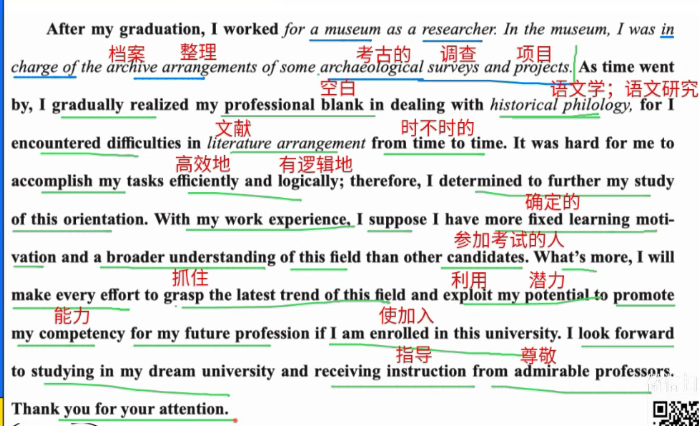 After my graduation, I worked for a museum as a researcher. In the museum, I was in
档案 整理 考古的 调查 项目
charge of the archive arrangements of some archaeological surveys and projects. As time went
空白 语文学；语文研究
by, I gradually realized my professional blank in dealing with historical philology, for I
文献 时不时的
encountered difficulties in literature arrangement from time to time. It was hard for me to
高效地 有逻辑地
accomplish my tasks efficiently and logically; therefore, I determined to further my study
确定的
of this orientation. With my work experience, I suppose I have more fixed learning moti-
参加考试的人
vation and a broader understanding of this field than other candidates. What's more, I will
抓住 利用 潜力
make every effort to grasp the latest trend of this field and exploit my potential to promote
能力 使加入
my competency for my future profession if I am enrolled in this university. I look forward
指导 尊敬
to studying in my dream university and receiving instruction from admirable professors.
Thank you for your attention.